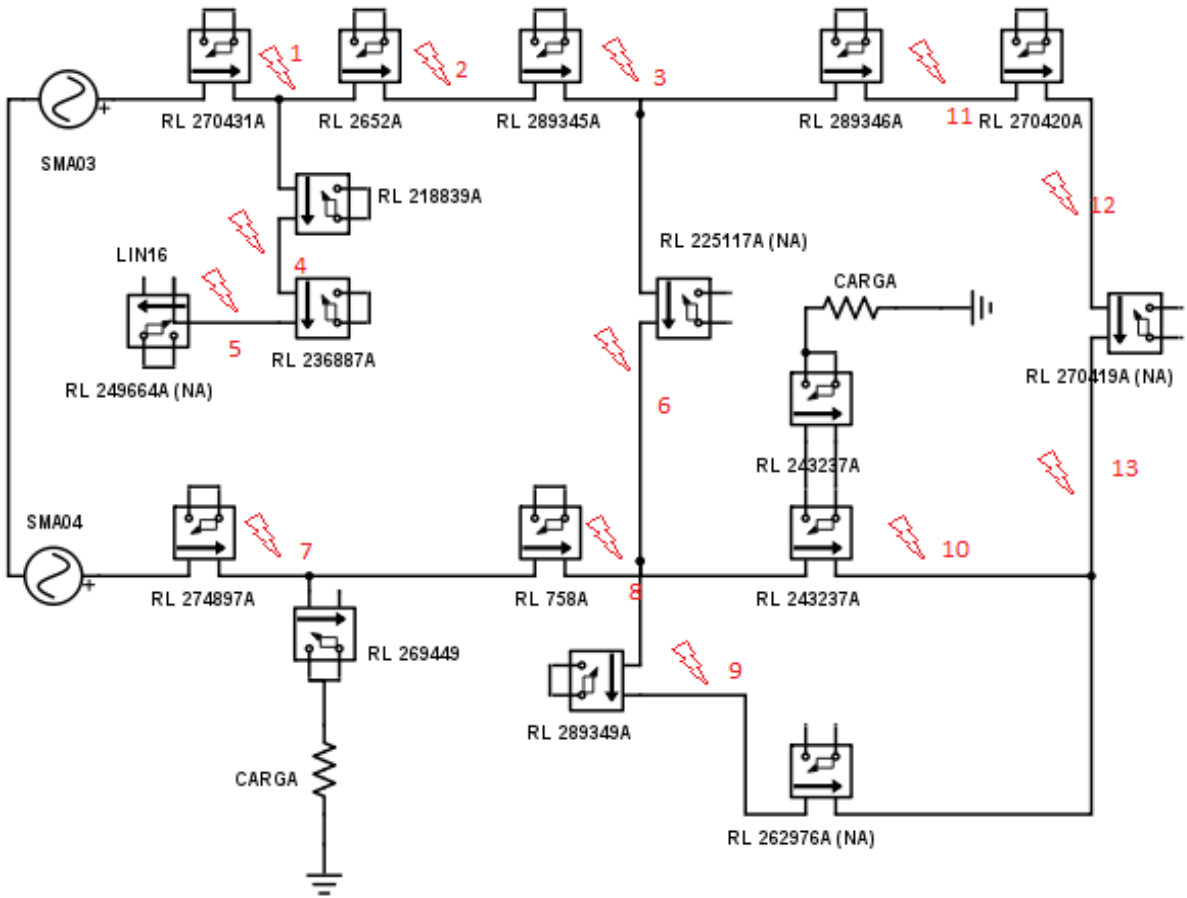 1
2
3
11
RL 270431A
RL 2652A
RL 289345A
RL 289346A
RL 270420A
SMA03
+
RL 218839A
12
LIN16
4
RL 225117A (NA)
CARGA
5
RL 236887A
RL 249664A (NA)
RL 270419A (NA)
6
RL 243237A
13
SMA04
7
10
+
RL 274897A
RL 758A
8
RL 243237A
RL 269449
9
RL 289349A
CARGA
RL 262976A (NA)